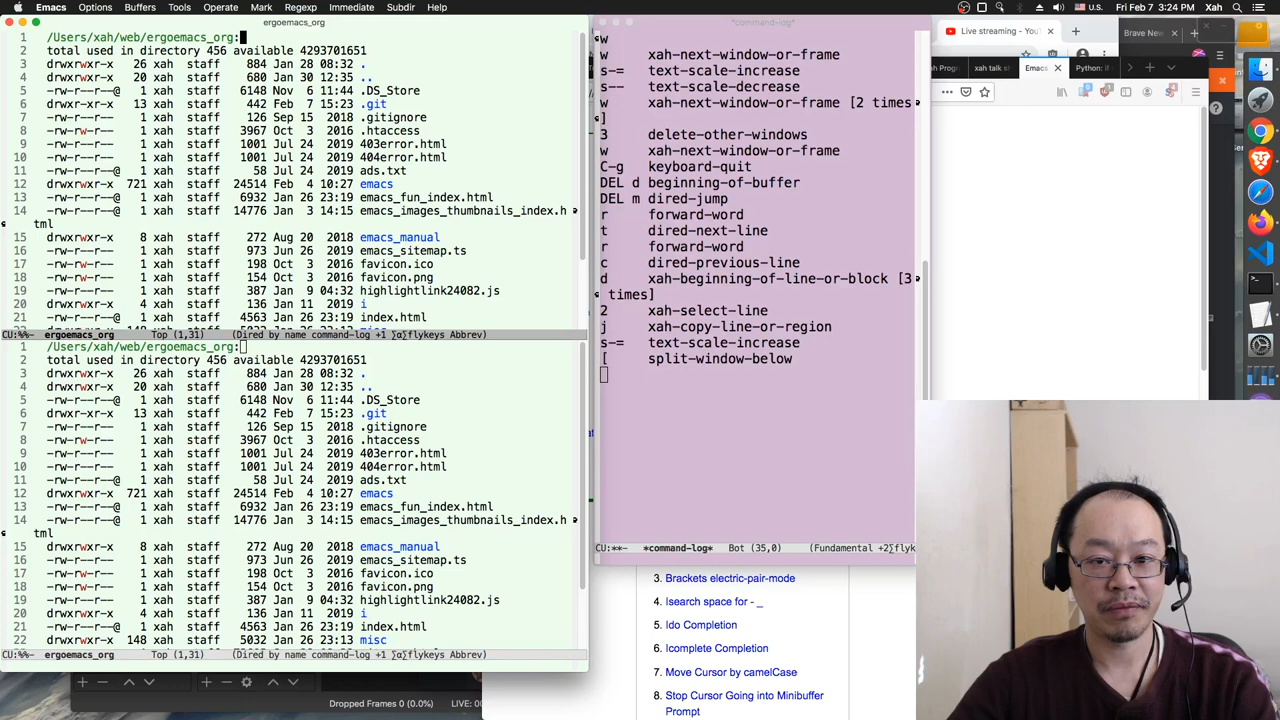 Emacs Options Buffers Tools Operate Mark Regexp Immediate Subdir Help
Fri Feb 7 3:24 PM Xah
ergoemacs_org
1 /Users/xah/web/ergoemacs_org:
2 total used in directory 456 available 4293701651
3 drwxrwxr-x 26 xah staff 884 Jan 28 08:32 .
4 drwxrwxr-x 20 xah staff 680 Jan 30 12:35 ..
5 -rw-r--r--@ 1 xah staff 6148 Nov 6 11:44 .DS_Store
6 drwxr-xr-x 13 xah staff 442 Feb 7 15:23 .git
7 -rw-r--r-- 1 xah staff 126 Sep 15 2018 .gitignore
8 -rw-rw-r-- 1 xah staff 3967 Oct 3 2016 .htaccess
9 -rw-r--r-- 1 xah staff 1001 Jul 24 2019 403error.html
10 -rw-r--r-- 1 xah staff 1001 Jul 24 2019 404error.html
11 -rw-r--r--@ 1 xah staff 58 Jul 24 2019 ads.txt
12 drwxrwxr-x 721 xah staff 24514 Feb 4 10:27 emacs
13 -rw-r--r--@ 1 xah staff 6932 Jan 26 23:19 emacs_fun_index.html
14 -rw-r--r--@ 1 xah staff 14776 Jan 3 14:15 emacs_images_thumbnails_index.h
tml
15 drwxrwxr-x 8 xah staff 272 Aug 20 2018 emacs_manual
16 -rw-r--r--@ 1 xah staff 973 Jun 26 2019 emacs_sitemap.ts
17 -rw-rw-r-- 1 xah staff 198 Oct 3 2016 favicon.ico
18 -rw-rw-r-- 1 xah staff 154 Oct 3 2016 favicon.png
19 -rw-r--r--@ 1 xah staff 387 Jan 9 04:32 highlightlink24082.js
20 drwxrwxr-x 4 xah staff 136 Jan 11 2019 i
21 -rw-rw-r--@ 1 xah staff 4563 Jan 26 23:19 index.html
CU:%%- ergoemacs_org Top (1,31) (Dired by name command-log +1 ∑α∑flykeys Abbrev)
1 /Users/xah/web/ergoemacs_org:
2 total used in directory 456 available 4293701651
3 drwxrwxr-x 26 xah staff 884 Jan 28 08:32 .
4 drwxrwxr-x 20 xah staff 680 Jan 30 12:35 ..
5 -rw-r--r--@ 1 xah staff 6148 Nov 6 11:44 .DS_Store
6 drwxr-xr-x 13 xah staff 442 Feb 7 15:23 .git
7 -rw-r--r-- 1 xah staff 126 Sep 15 2018 .gitignore
8 -rw-rw-r-- 1 xah staff 3967 Oct 3 2016 .htaccess
9 -rw-r--r-- 1 xah staff 1001 Jul 24 2019 403error.html
10 -rw-r--r-- 1 xah staff 1001 Jul 24 2019 404error.html
11 -rw-r--r--@ 1 xah staff 58 Jul 24 2019 ads.txt
12 drwxrwxr-x 721 xah staff 24514 Feb 4 10:27 emacs
13 -rw-r--r--@ 1 xah staff 6932 Jan 26 23:19 emacs_fun_index.html
14 -rw-r--r--@ 1 xah staff 14776 Jan 3 14:15 emacs_images_thumbnails_index.h
tml
15 drwxrwxr-x 8 xah staff 272 Aug 20 2018 emacs_manual
16 -rw-r--r--@ 1 xah staff 973 Jun 26 2019 emacs_sitemap.ts
17 -rw-rw-r-- 1 xah staff 198 Oct 3 2016 favicon.ico
18 -rw-rw-r-- 1 xah staff 154 Oct 3 2016 favicon.png
19 -rw-r--r--@ 1 xah staff 387 Jan 9 04:32 highlightlink24082.js
20 drwxrwxr-x 4 xah staff 136 Jan 11 2019 i
21 -rw-rw-r--@ 1 xah staff 4563 Jan 26 23:19 index.html
22 drwxrwxr-x 148 xah staff 5032 Jan 26 23:13 misc
CU:%%- ergoemacs_org Top (1,31) (Dired by name command-log +1 ∑α∑flykeys Abbrev)
*command-log*
w
w xah-next-window-or-frame
s-= text-scale-increase
s-- text-scale-decrease
w xah-next-window-or-frame [2 times
]
3 delete-other-windows
w xah-next-window-or-frame
C-g keyboard-quit
DEL d beginning-of-buffer
DEL m dired-jump
r forward-word
t dired-next-line
r forward-word
c dired-previous-line
d xah-beginning-of-line-or-block [3
times]
2 xah-select-line
j xah-copy-line-or-region
s-= text-scale-increase
[ split-window-below
CU:**- *command-log* Bot (35,0) (Fundamental +2∑flyk
Live streaming -
Brave New
xah talk s
Emacs
Python: if
3. Brackets electric-pair-mode
4. Isearch space for - _
5. Ido Completion
6. Icomplete Completion
7. Move Cursor by camelCase
8. Stop Cursor Going into Minibuffer
Prompt
Dropped Frames 0 (0.0%)